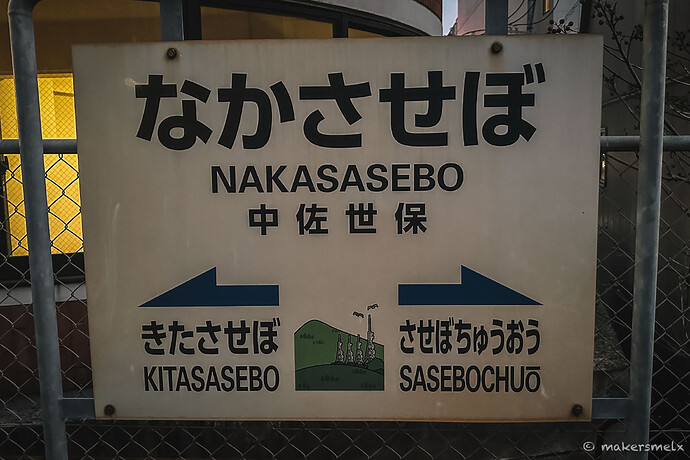 なかさせぼ
NAKASASEBO
中佐世保
きたさせぼ
KITASASEBO
させぼちゅうおう
SASEBOCHUō
© makersmelx